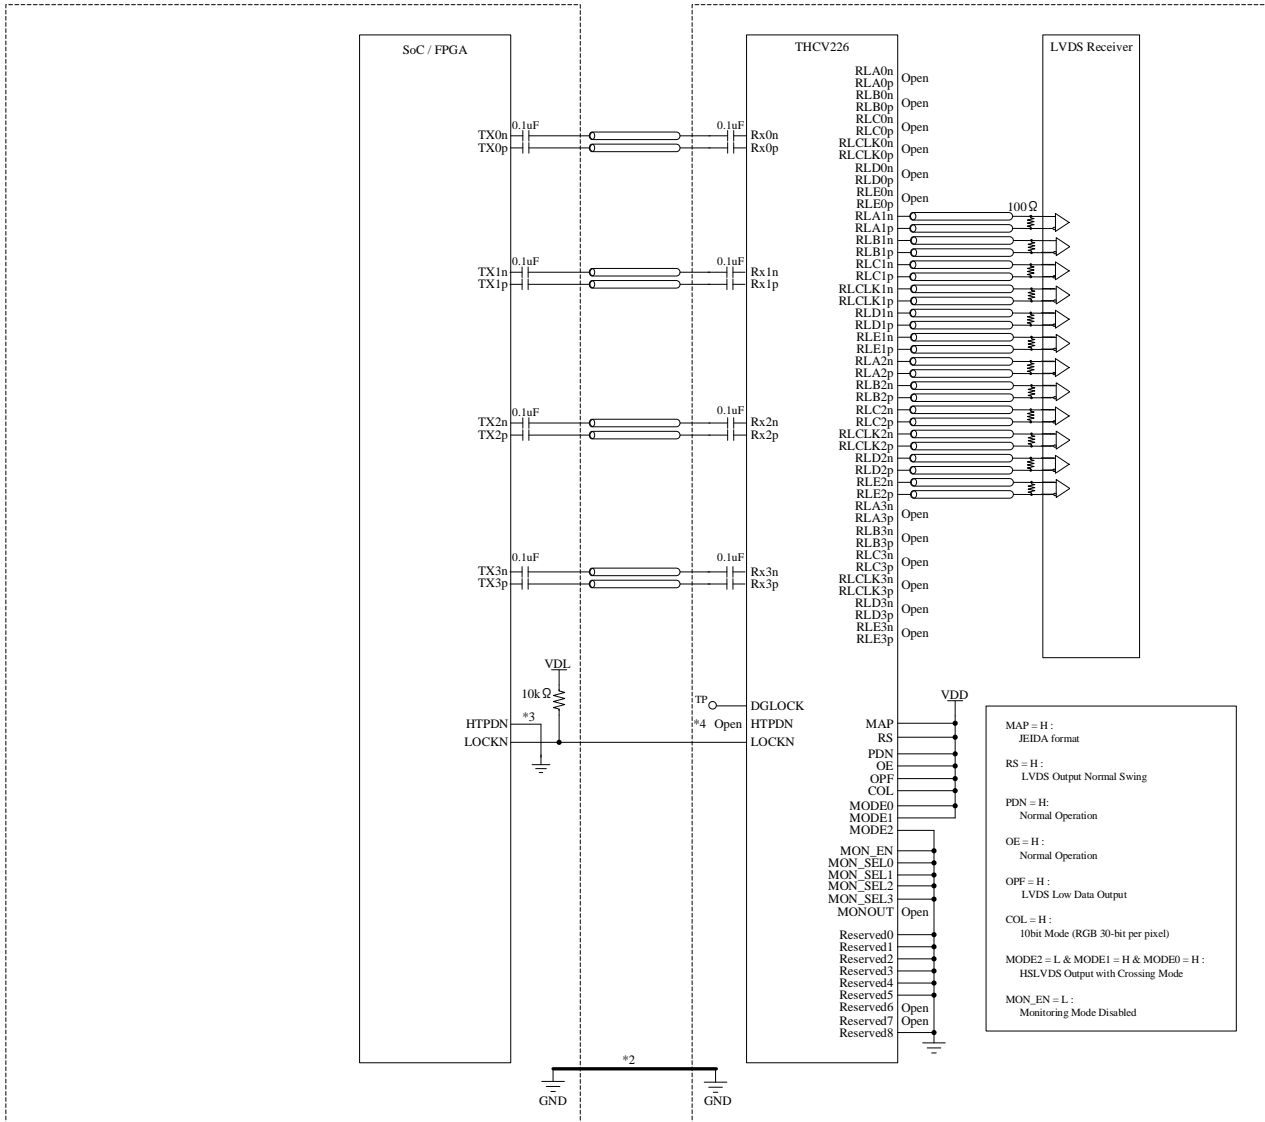 SoC / FPGA
THCV226
LVDS Receiver
TX0n
TX0p
0.1uF
0.1uF
Rx0n
Rx0p
TX1n
TX1p
0.1uF
0.1uF
Rx1n
Rx1p
TX2n
TX2p
0.1uF
0.1uF
Rx2n
Rx2p
TX3n
TX3p
0.1uF
0.1uF
Rx3n
Rx3p
RLA0n
RLA0p
Open
RLB0n
RLB0p
Open
RLC0n
RLC0p
Open
RLCLK0n
RLCLK0p
Open
RLD0n
RLD0p
Open
RLE0n
RLE0p
Open
100Ω
RLA1n
RLA1p
RLB1n
RLB1p
RLC1n
RLC1p
RLCLK1n
RLCLK1p
RLD1n
RLD1p
RLE1n
RLE1p
RLA2n
RLA2p
RLB2n
RLB2p
RLC2n
RLC2p
RLCLK2n
RLCLK2p
RLD2n
RLD2p
RLE2n
RLE2p
RLA3n
RLA3p
Open
RLB3n
RLB3p
Open
RLC3n
RLC3p
Open
RLCLK3n
RLCLK3p
Open
RLD3n
RLD3p
Open
RLE3n
RLE3p
Open
VDL
10kΩ
*3
HTPDN
LOCKN
TP
DGLOCK
*4 Open HTPDN
LOCKN
VDD
MAP
RS
PDN
OE
OPF
COL
MODE0
MODE1
MODE2
MON_EN
MON_SEL0
MON_SEL1
MON_SEL2
MON_SEL3
MONOUT Open
Reserved0
Reserved1
Reserved2
Reserved3
Reserved4
Reserved5
Reserved6 Open
Reserved7 Open
Reserved8
MAP = H :
JEIDA format
RS = H :
LVDS Output Normal Swing
PDN = H:
Normal Operation
OE = H :
Normal Operation
OPF = H :
LVDS Low Data Output
COL = H :
10bit Mode (RGB 30-bit per pixel)
MODE2 = L & MODE1 = H & MODE0 = H :
HSLVDS Output with Crossing Mode
MON_EN = L :
Monitoring Mode Disabled
*2
GND
GND